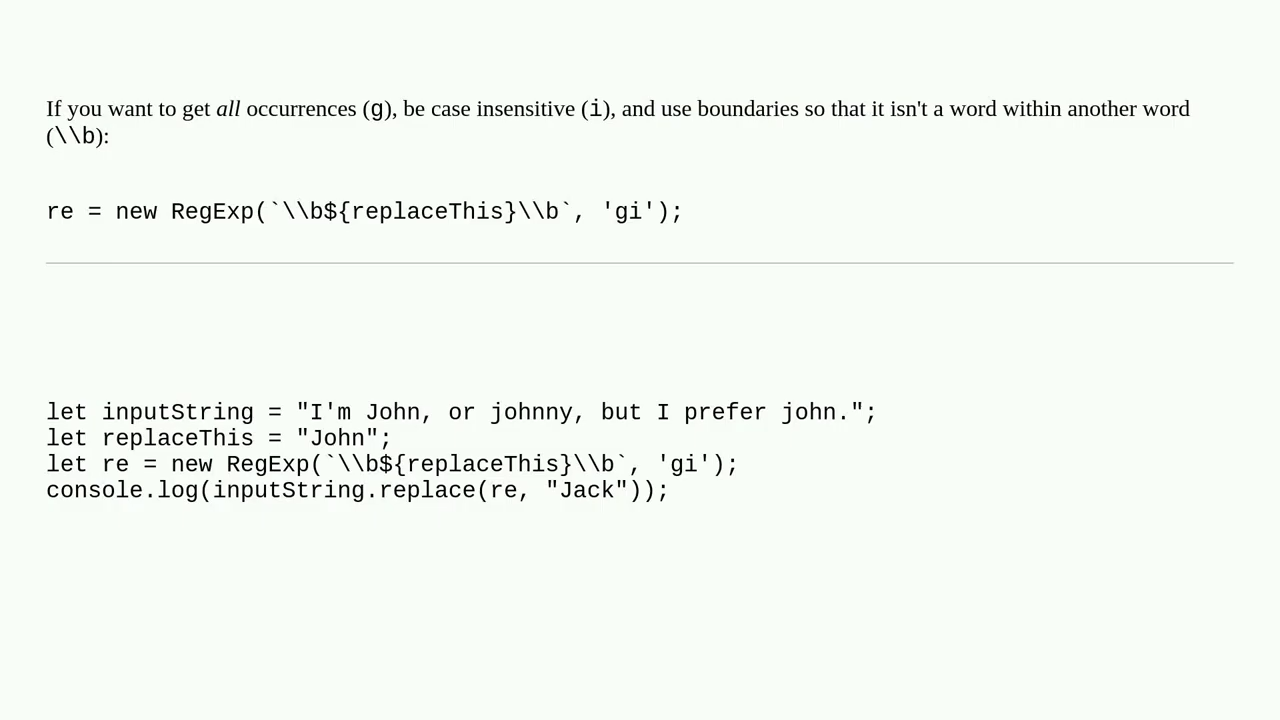 If you want to get all occurrences (g), be case insensitive (i), and use boundaries so that it isn't a word within another word
(\\b):
re = new RegExp(`\\b${replaceThis}\\b`, 'gi');
let inputString = "I'm John, or johnny, but I prefer john.";
let replaceThis = "John";
let re = new RegExp(`\\b${replaceThis}\\b`, 'gi');
console.log(inputString.replace(re, "Jack"));